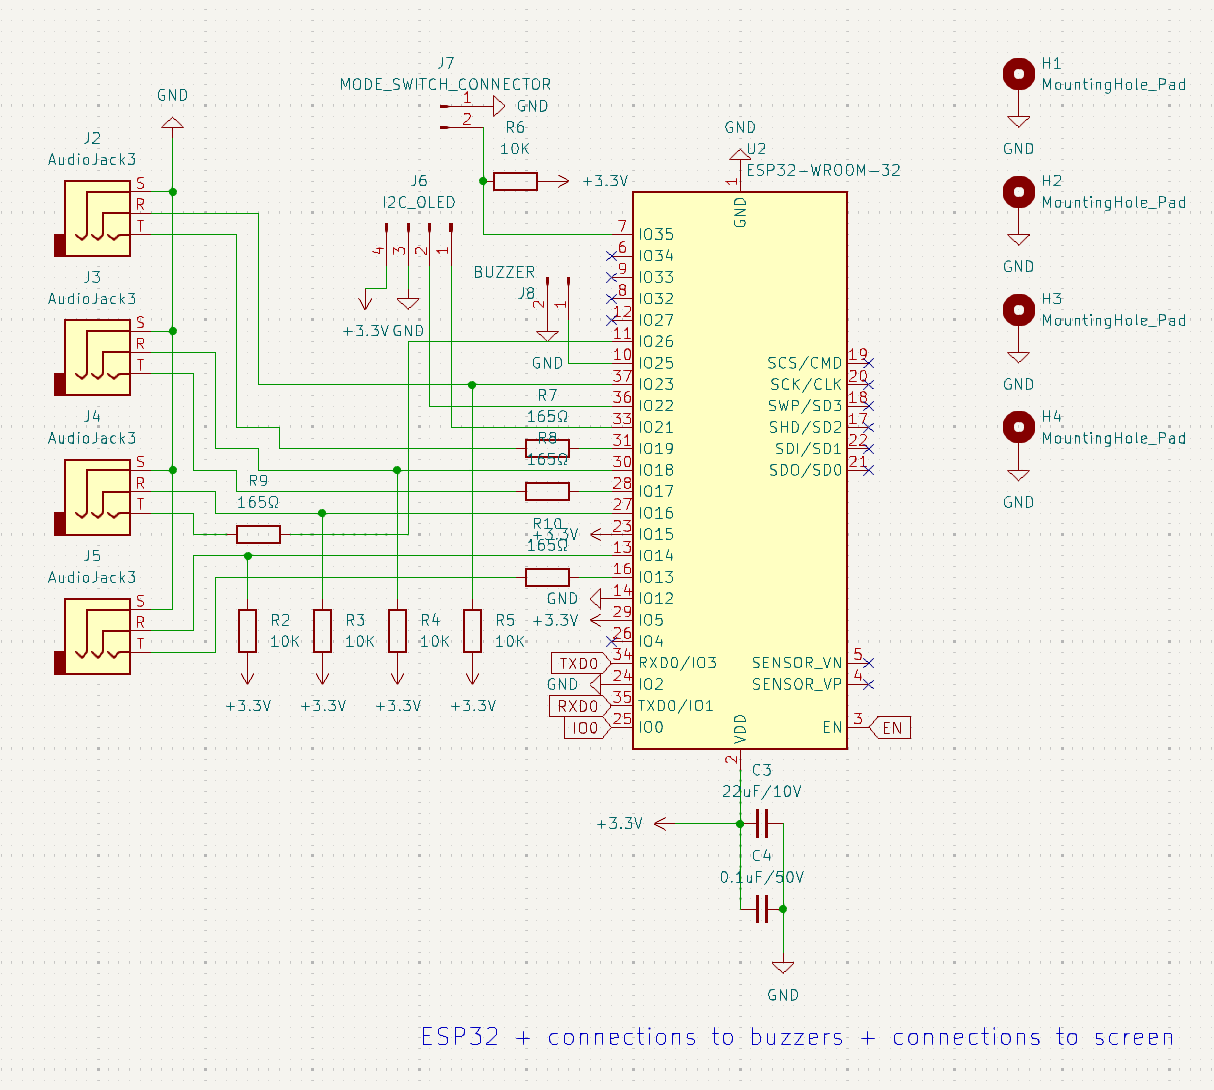 J7
MODE_SWITCH_CONNECTOR
1
GND
2
R6
10K
+3.3V
GND
J2
AudioJack3
S
R
T
J3
AudioJack3
S
R
T
J4
AudioJack3
S
R
T
J5
AudioJack3
S
R
T
J6
I2C_OLED
4
3
2
1
+3.3V
GND
BUZZER
J8
2
1
GND
R7
165Ω
R8
165Ω
R9
165Ω
R10
165Ω
+3.3V
GND
+3.3V
TXD0
GND
RXD0
IO0
R2
10K
R3
10K
R4
10K
R5
10K
+3.3V
+3.3V
+3.3V
+3.3V
GND
U2
ESP32-WROOM-32
1
GND
7 IO35
6 IO34
9 IO33
8 IO32
12 IO27
11 IO26
10 IO25
37 IO23
36 IO22
33 IO21
31 IO19
30 IO18
28 IO17
27 IO16
23 IO15
13 IO14
16 IO13
14 IO12
29 IO5
26 IO4
34 RXD0/IO3
24 IO2
35 TXD0/IO1
25 IO0
SCS/CMD 19
SCK/CLK 20
SWP/SD3 18
SHD/SD2 17
SDI/SD1 22
SDO/SD0 21
SENSOR_VN 5
SENSOR_VP 4
EN 3
EN
VDD
2
C3
22uF/10V
+3.3V
C4
0.1uF/50V
GND
H1
MountingHole_Pad
GND
H2
MountingHole_Pad
GND
H3
MountingHole_Pad
GND
H4
MountingHole_Pad
GND
ESP32 + connections to buzzers + connections to screen